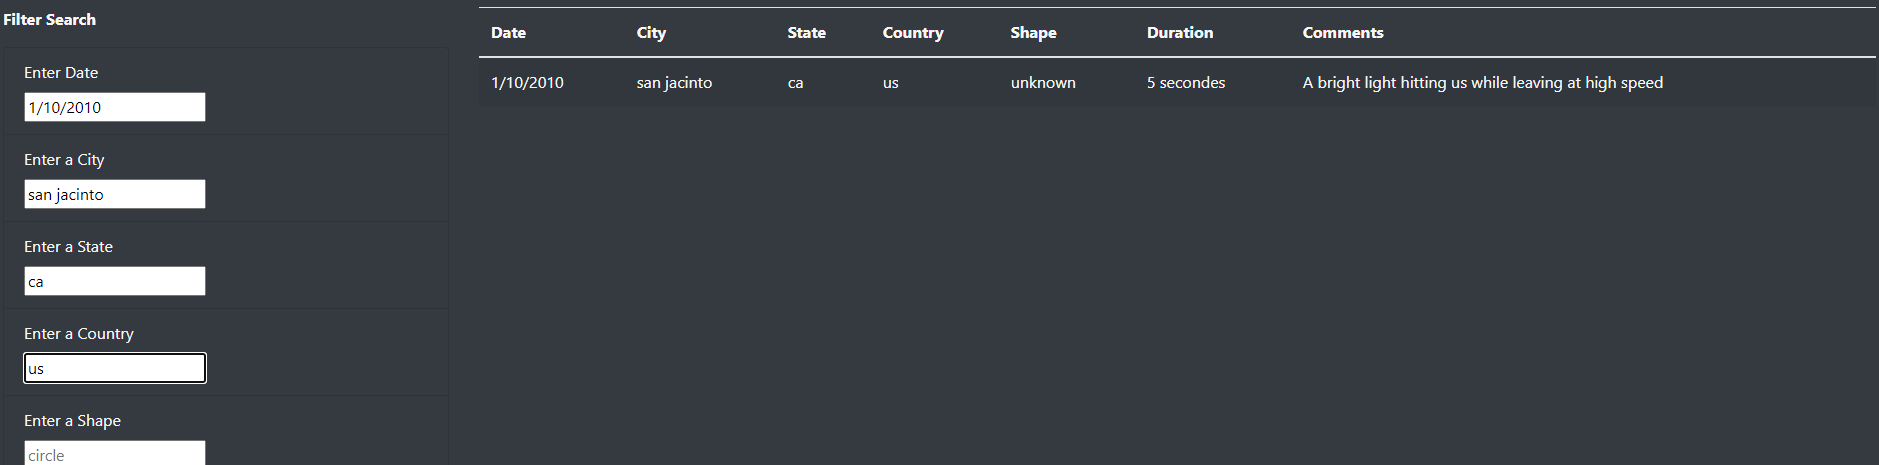 Filter Search
Enter Date
1/10/2010
Enter a City
san jacinto
Enter a State
ca
Enter a Country
us
Enter a Shape
circle
Date City State Country Shape Duration Comments
1/10/2010 san jacinto ca us unknown 5 secondes A bright light hitting us while leaving at high speed